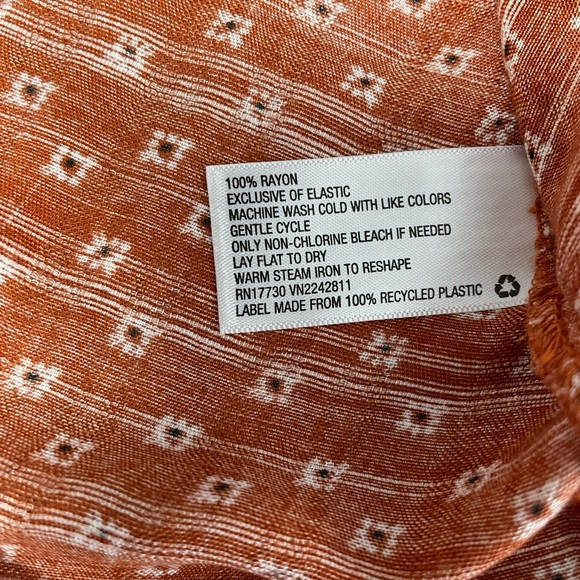 100% RAYON
EXCLUSIVE OF ELASTIC
MACHINE WASH COLD WITH LIKE COLORS
GENTLE CYCLE
ONLY NON-CHLORINE BLEACH IF NEEDED
LAY FLAT TO DRY
WARM STEAM IRON TO RESHAPE
RN17730 VN2242811
LABEL MADE FROM 100% RECYCLED PLASTIC